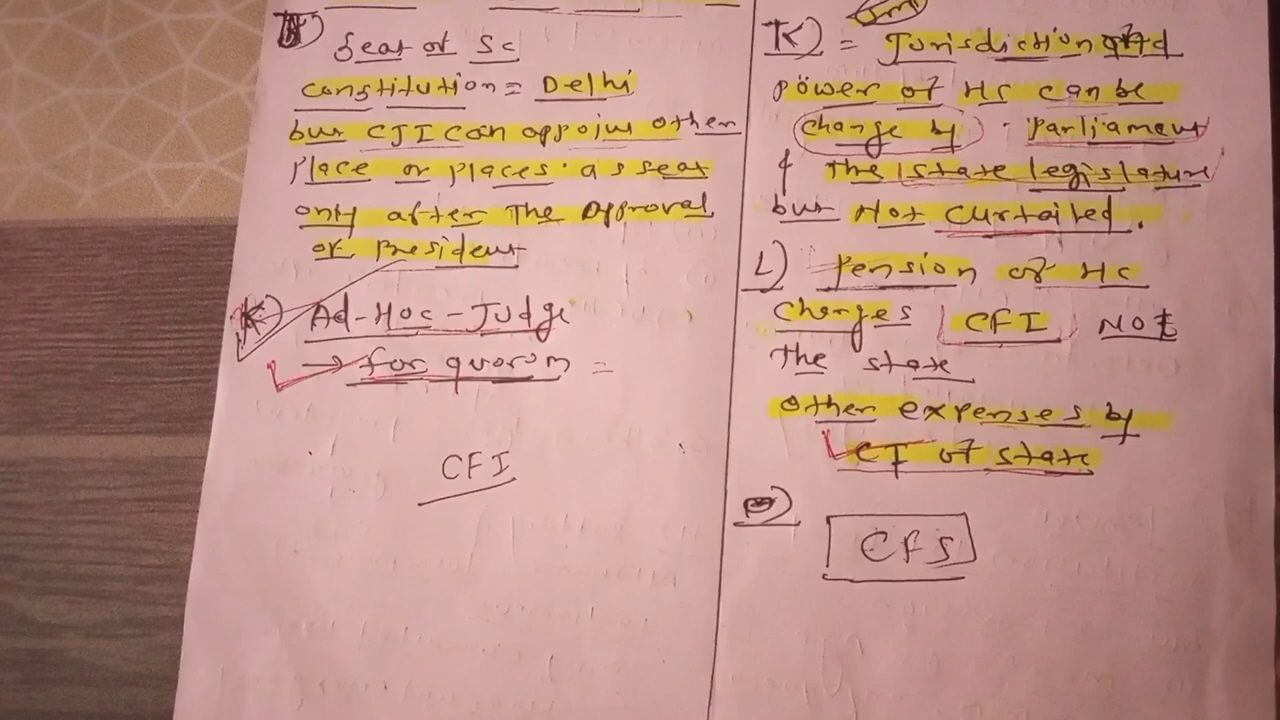 Seat of SC
constitution = Delhi
but CJI can appoint other
place or places as seat
only after The Approval
of President
K) Ad-Hoc-Judge
→ for quorum =
CFI
K) = Jurisdiction and
power of HC can be
change by Parliament
& the state legislature
but Not curtailed.
L) Pension of HC
Charges CFI NOT
The state
Other expenses by
CF of state
CFS